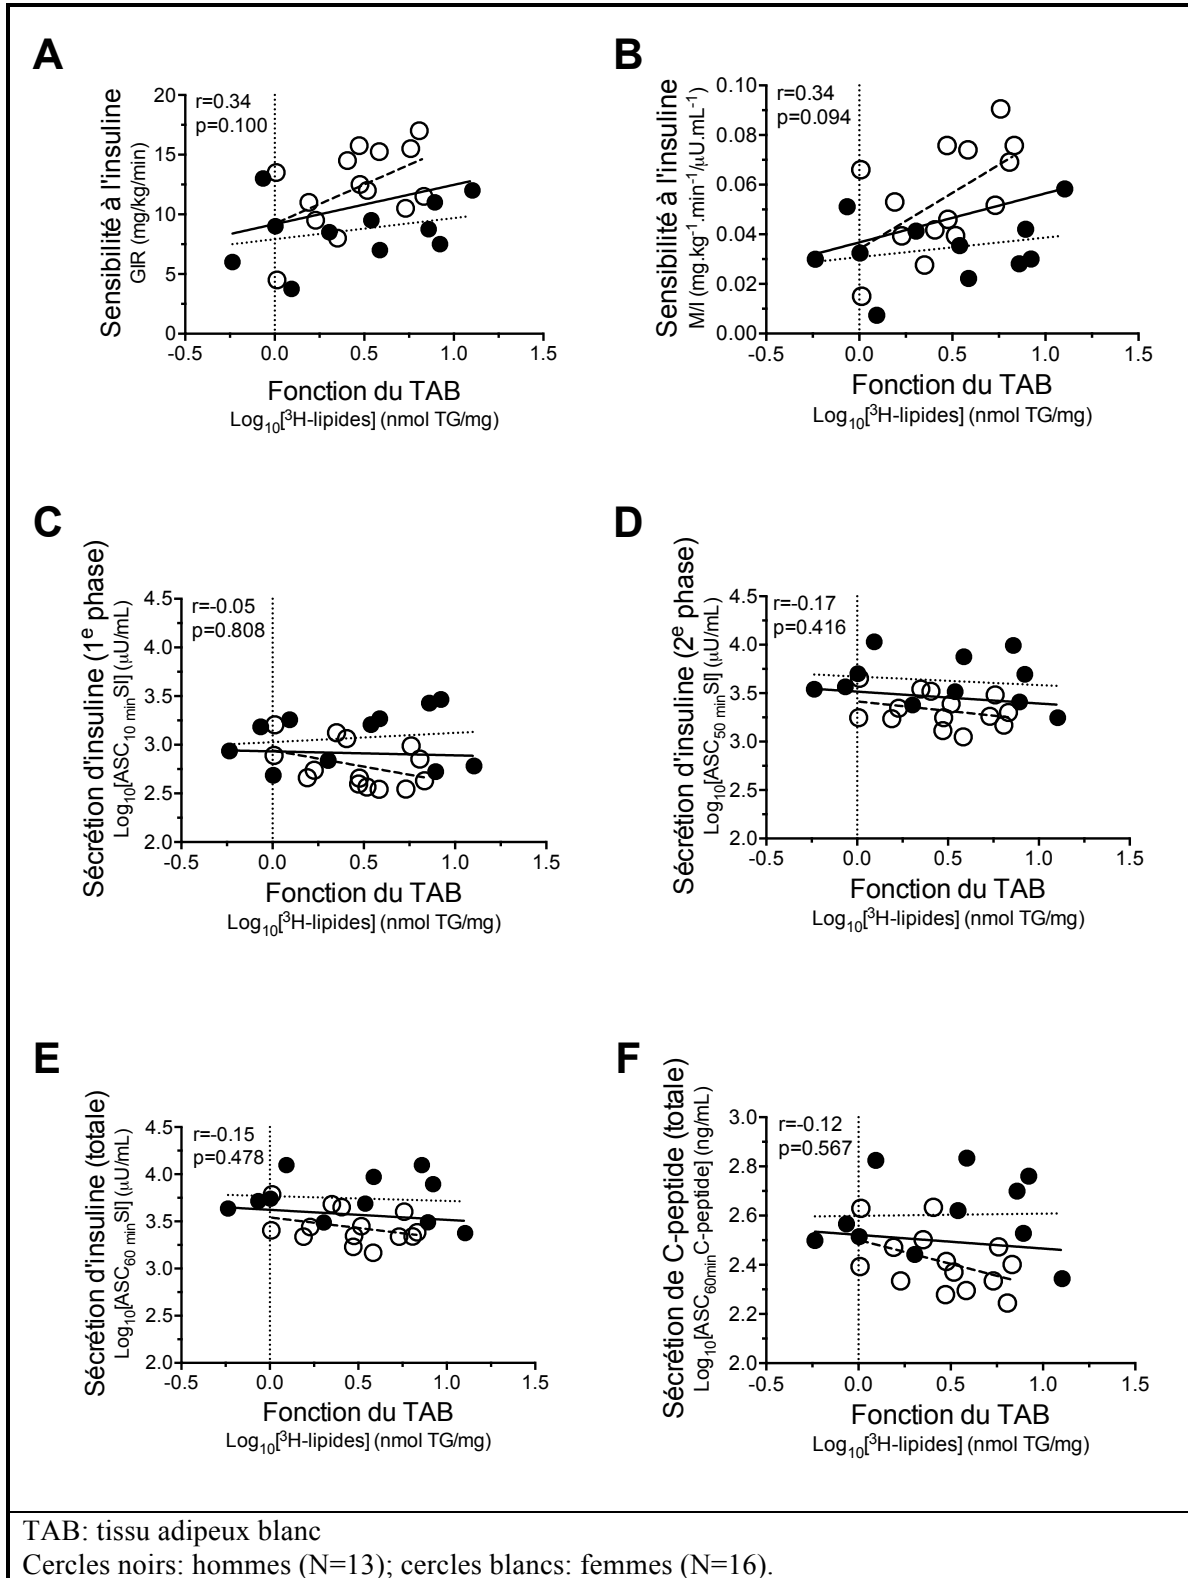 A
Sensibilité à l'insuline
GIR (mg/kg/min)
r=0.34
p=0.100
20
15
10
5
0
-0.5 0.0 0.5 1.0 1.5
Fonction du TAB
Log10[3H-lipides] (nmol TG/mg)
B
Sensibilité à l'insuline
M/I (mg.kg-1.min-1/µU.mL-1)
r=0.34
p=0.094
0.10
0.08
0.06
0.04
0.02
0.00
-0.5 0.0 0.5 1.0 1.5
Fonction du TAB
Log10[3H-lipides] (nmol TG/mg)
C
Sécrétion d'insuline (1e phase)
Log10[ASC10 minSI] (µU/mL)
r=-0.05
p=0.808
4.5
4.0
3.5
3.0
2.5
2.0
-0.5 0.0 0.5 1.0 1.5
Fonction du TAB
Log10[3H-lipides] (nmol TG/mg)
D
Sécrétion d'insuline (2e phase)
Log10[ASC50 minSI] (µU/mL)
r=-0.17
p=0.416
4.5
4.0
3.5
3.0
2.5
2.0
-0.5 0.0 0.5 1.0 1.5
Fonction du TAB
Log10[3H-lipides] (nmol TG/mg)
E
Sécrétion d'insuline (totale)
Log10[ASC60 minSI] (µU/mL)
r=-0.15
p=0.478
4.5
4.0
3.5
3.0
2.5
2.0
-0.5 0.0 0.5 1.0 1.5
Fonction du TAB
Log10[3H-lipides] (nmol TG/mg)
F
Sécrétion de C-peptide (totale)
Log10[ASC60minC-peptide] (ng/mL)
r=-0.12
p=0.567
3.0
2.8
2.6
2.4
2.2
2.0
-0.5 0.0 0.5 1.0 1.5
Fonction du TAB
Log10[3H-lipides] (nmol TG/mg)
TAB: tissu adipeux blanc
Cercles noirs: hommes (N=13); cercles blancs: femmes (N=16).